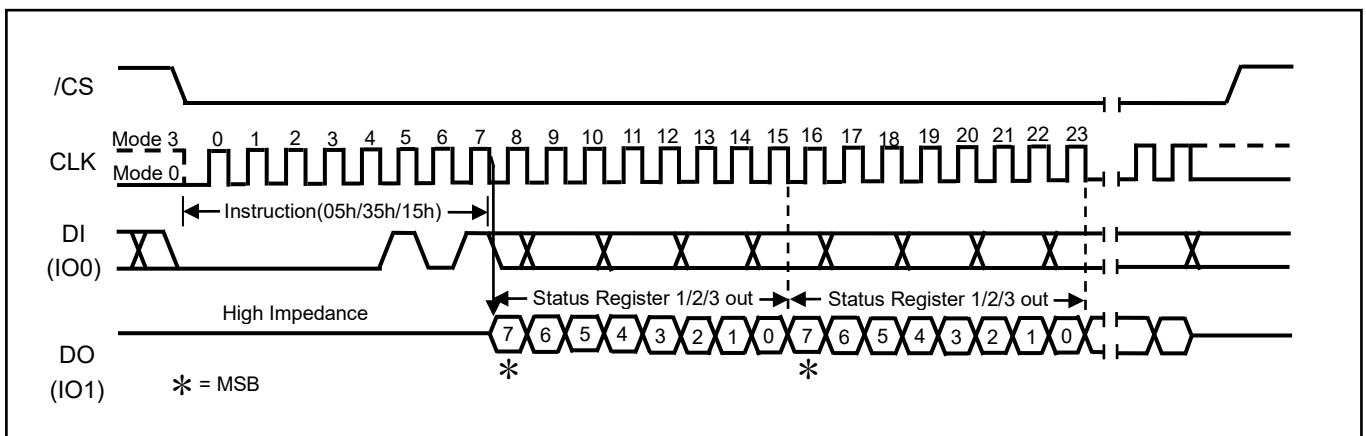 /CS
Mode 3 0 1 2 3 4 5 6 7 8 9 10 11 12 13 14 15 16 17 18 19 20 21 22 23
CLK
Mode 0
Instruction(05h/35h/15h)
DI
(IO0)
Status Register 1/2/3 out Status Register 1/2/3 out
High Impedance
7 6 5 4 3 2 1 0 7 6 5 4 3 2 1 0
DO
* *
(IO1)
* = MSB